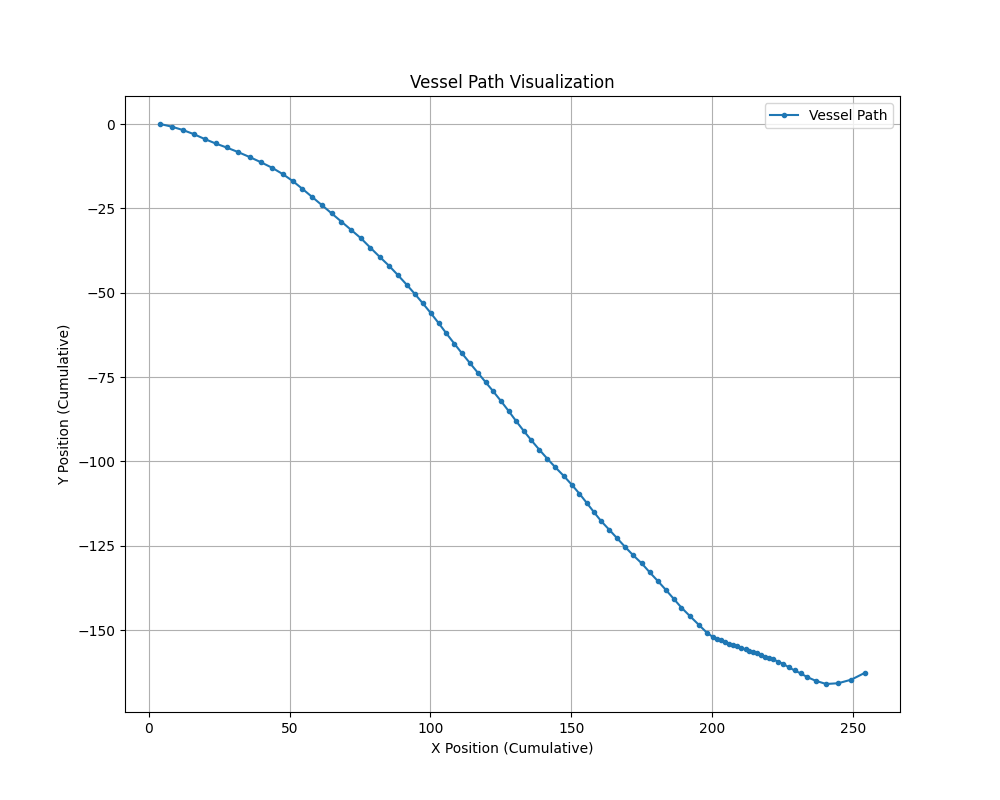 Vessel Path Visualization
Vessel Path
Y Position (Cumulative)
0
−25
−50
−75
−100
−125
−150
0 50 100 150 200 250
X Position (Cumulative)